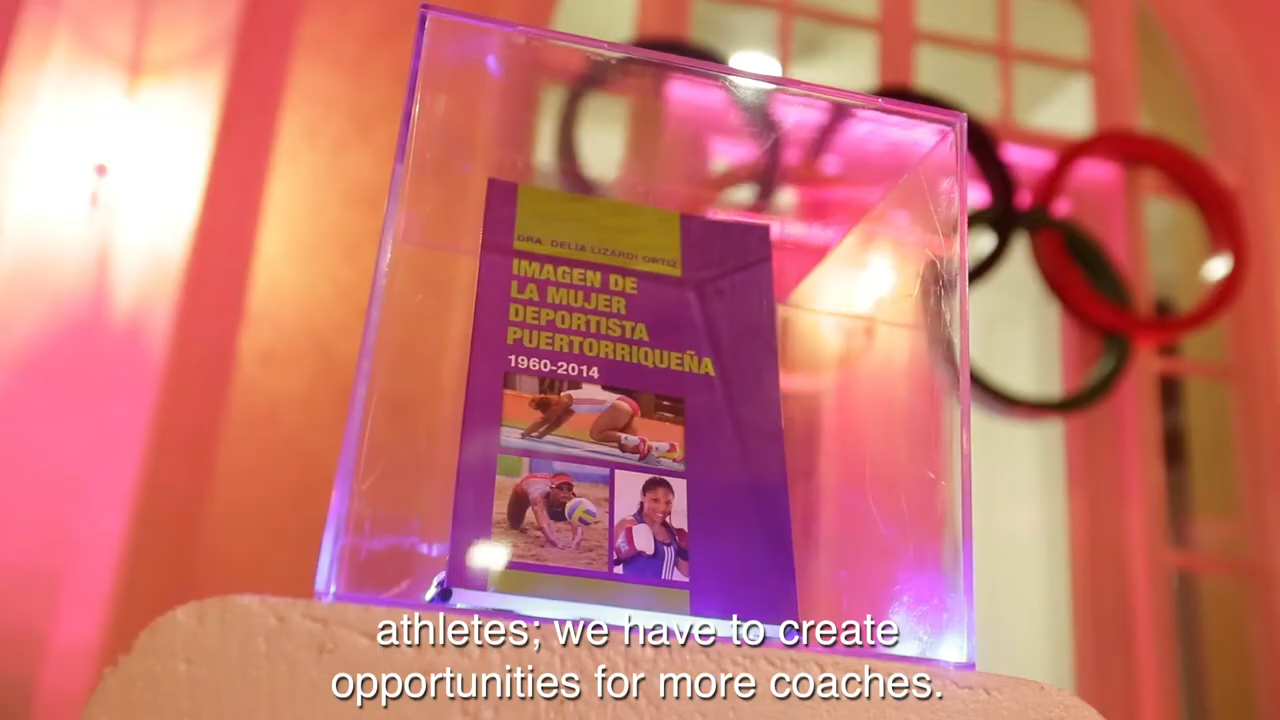 DRA. DELIA LIZARDI ORTIZ
IMAGEN DE
LA MUJER
DEPORTISTA
PUERTORRIQUEÑA
1960-2014
athletes; we have to create
opportunities for more coaches.